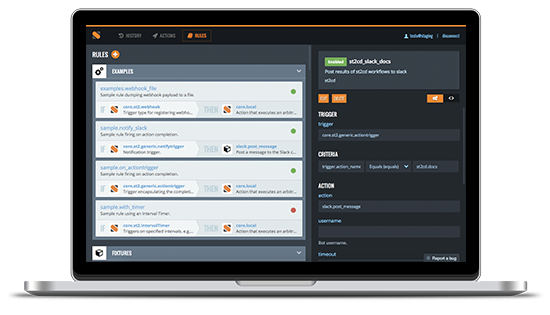 HISTORY ACTIONS RULES
testu@staging disconnect
RULES
EXAMPLES
examples.webhook_file
Sample rule dumping webhook payload to a file.
IF core.st2.webhook THEN core.local
Trigger type for registering webho... Action that executes an arbitr...
sample.notify_slack
Sample rule firing on action completion.
IF core.st2.generic.notifytrigger THEN slack.post_message
Notification trigger. Post a message to the Slack c...
sample.on_actiontrigger
Sample rule firing on action completion.
IF core.st2.generic.actiontrigger THEN core.local
Trigger encapsulating the completi... Action that executes an arbitr...
sample.with_timer
Sample rule using an Interval Timer.
IF core.st2.IntervalTimer THEN core.local
Triggers on specified intervals. e.g.... Action that executes an arbitr...
FIXTURES
Enabled st2cd_slack_docs
Post results of st2cd workflows to slack
st2cd
TRIGGER
trigger
core.st2.generic.actiontrigger
CRITERIA
trigger.action_name Equals (equals) st2cd.docs
ACTION
action
slack.post_message
username
Bot username.
timeout
Report a bug